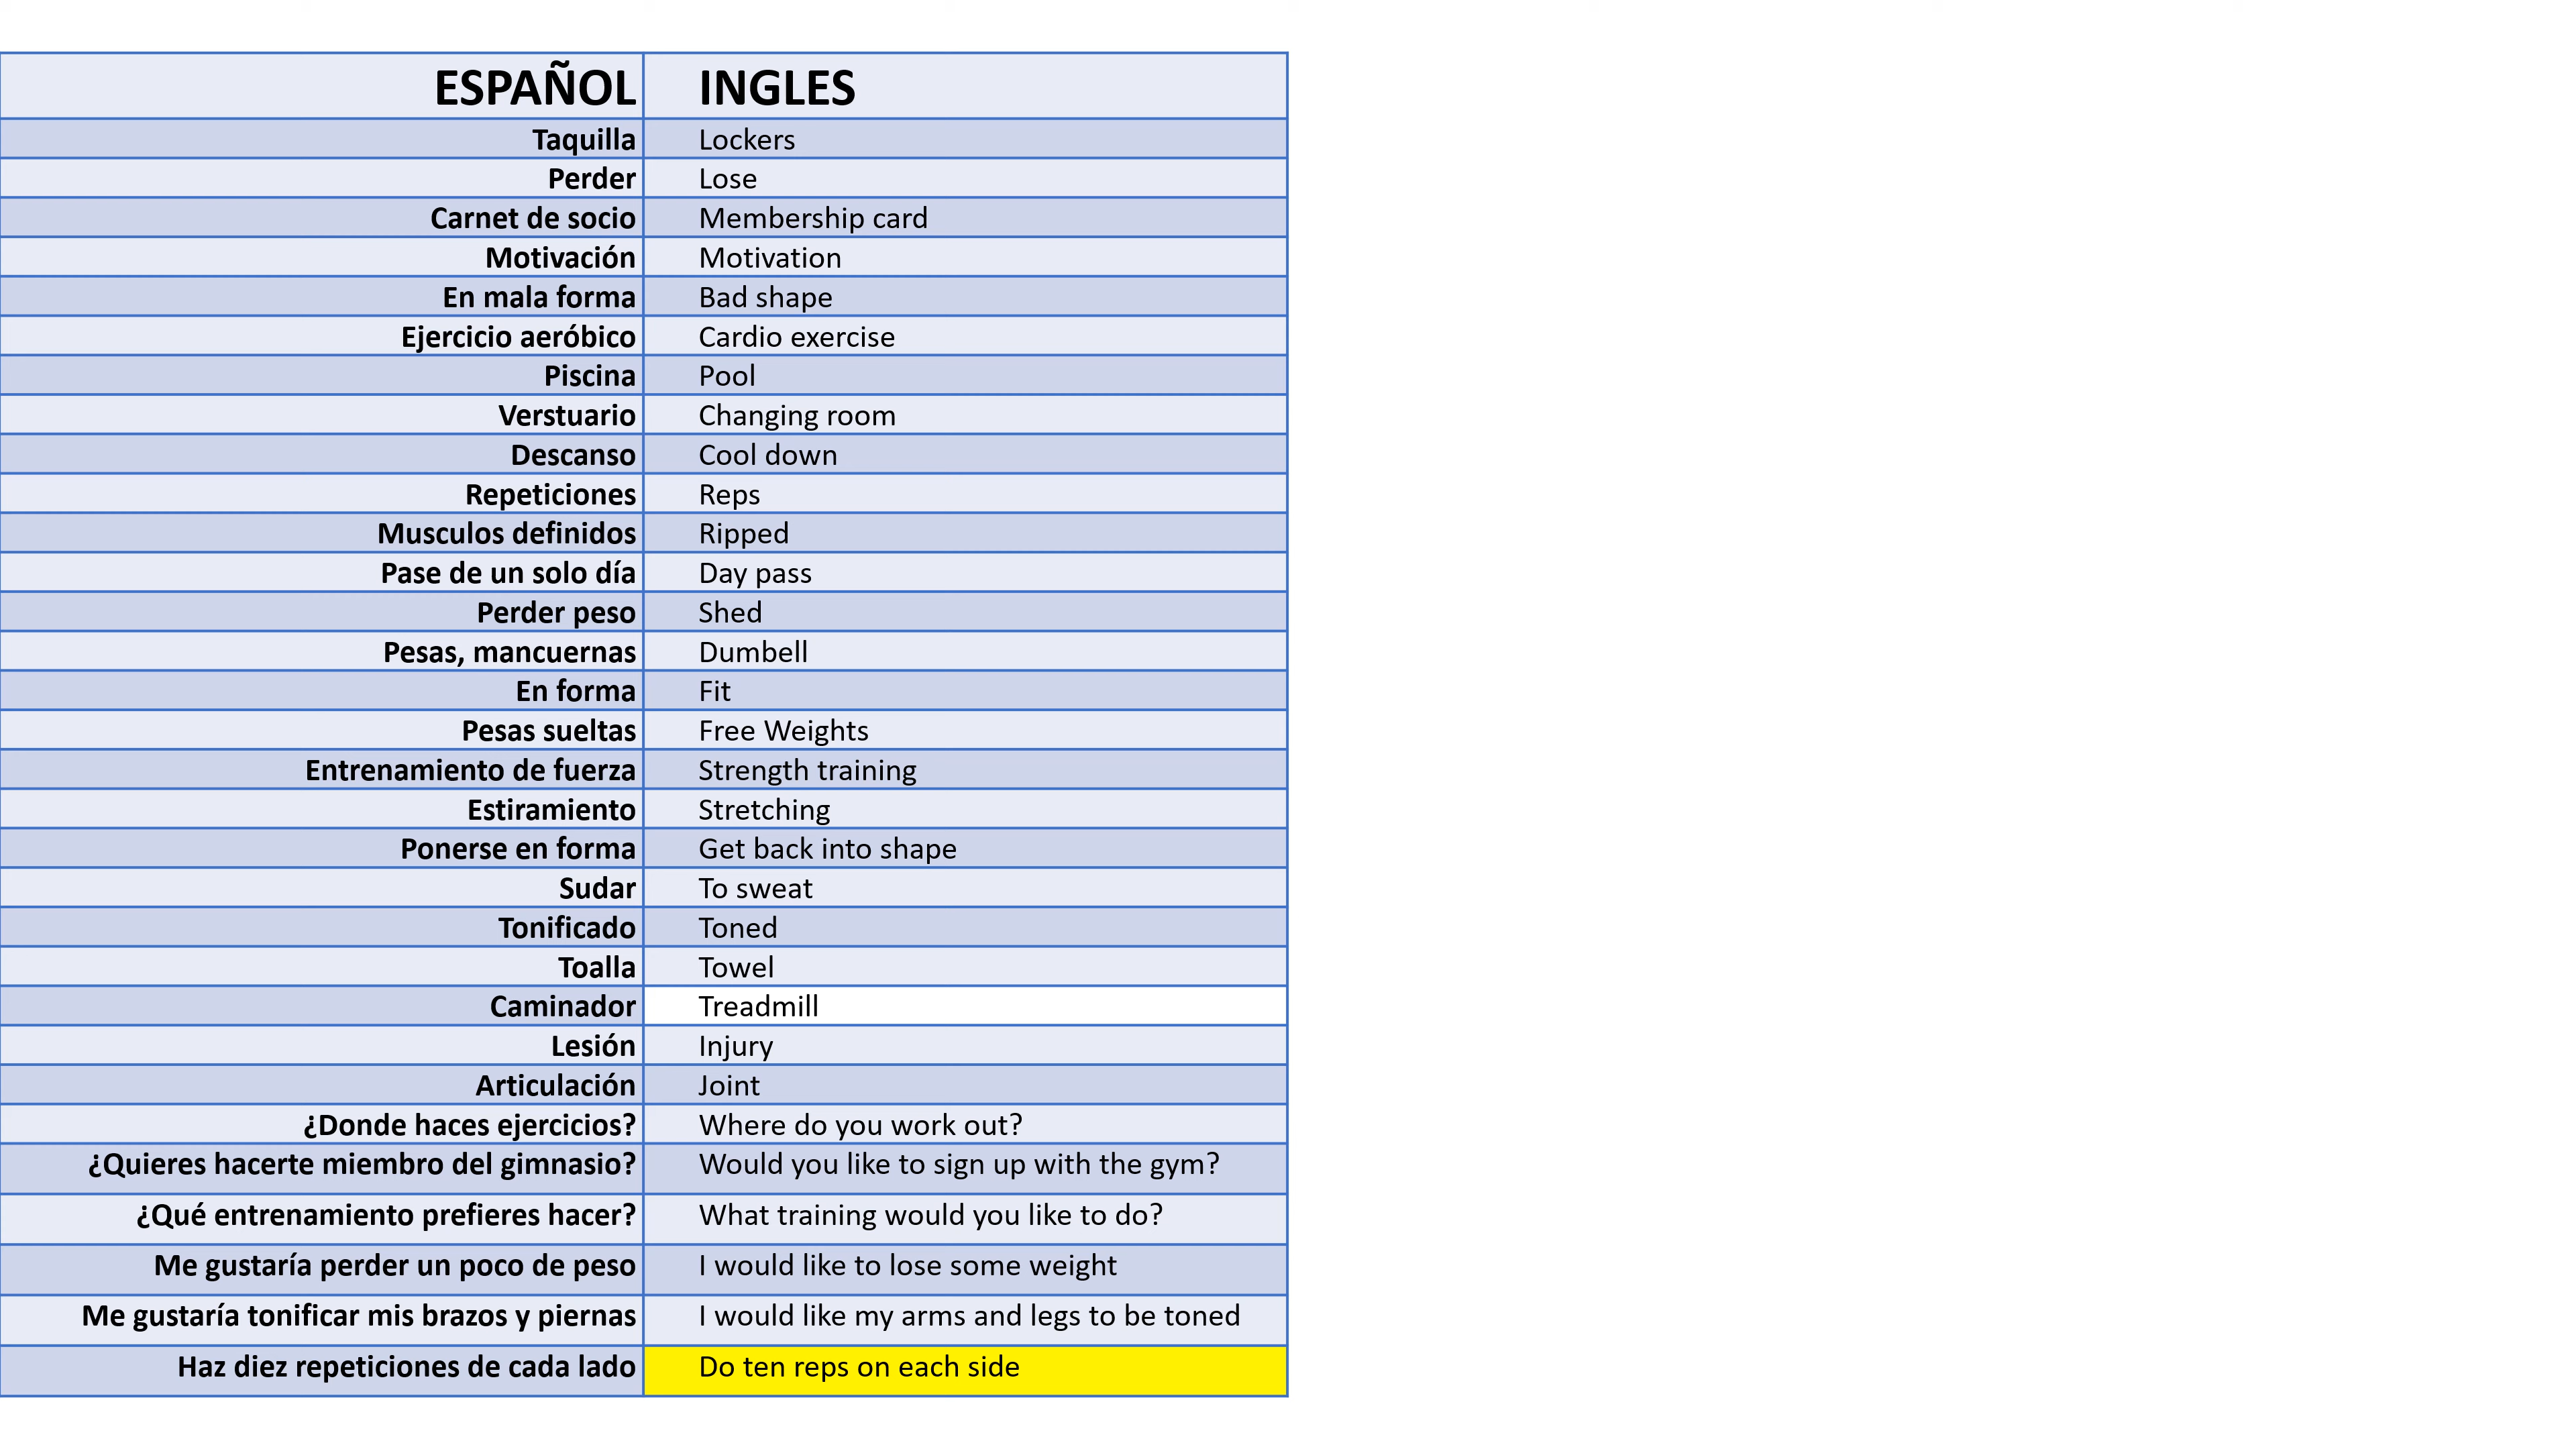 ESPAÑOL INGLES
Taquilla Lockers
Perder Lose
Carnet de socio Membership card
Motivación Motivation
En mala forma Bad shape
Ejercicio aeróbico Cardio exercise
Piscina Pool
Verstuario Changing room
Descanso Cool down
Repeticiones Reps
Musculos definidos Ripped
Pase de un solo día Day pass
Perder peso Shed
Pesas, mancuernas Dumbell
En forma Fit
Pesas sueltas Free Weights
Entrenamiento de fuerza Strength training
Estiramiento Stretching
Ponerse en forma Get back into shape
Sudar To sweat
Tonificado Toned
Toalla Towel
Caminador Treadmill
Lesión Injury
Articulación Joint
¿Donde haces ejercicios? Where do you work out?
¿Quieres hacerte miembro del gimnasio? Would you like to sign up with the gym?
¿Qué entrenamiento prefieres hacer? What training would you like to do?
Me gustaría perder un poco de peso I would like to lose some weight
Me gustaría tonificar mis brazos y piernas I would like my arms and legs to be toned
Haz diez repeticiones de cada lado Do ten reps on each side